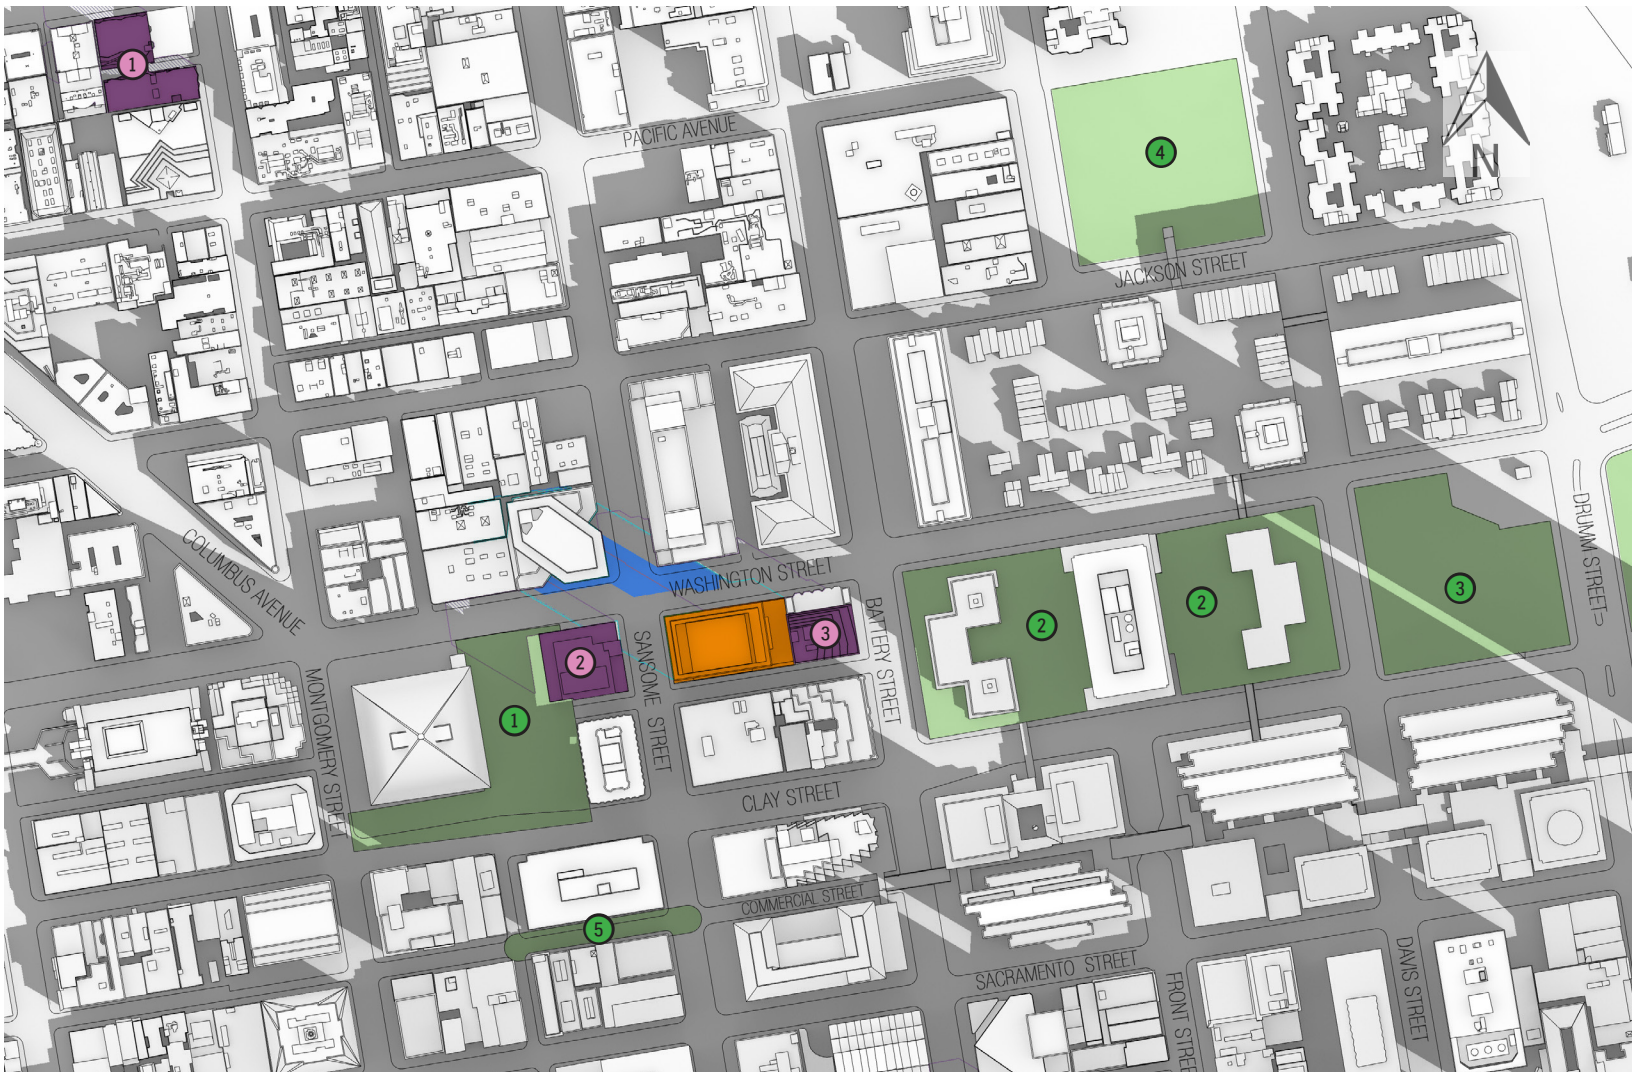 1
PACIFIC AVENUE
4
N
JACKSON STREET
COLUMBUS AVENUE
WASHINGTON STREET
DRUMM STREET
3
2
2
BATTERY STREET
3
2
SANSOME STREET
MONTGOMERY STREET
1
CLAY STREET
COMMERCIAL STREET
5
SACRAMENTO STREET
FRONT STREET
DAVIS STREET